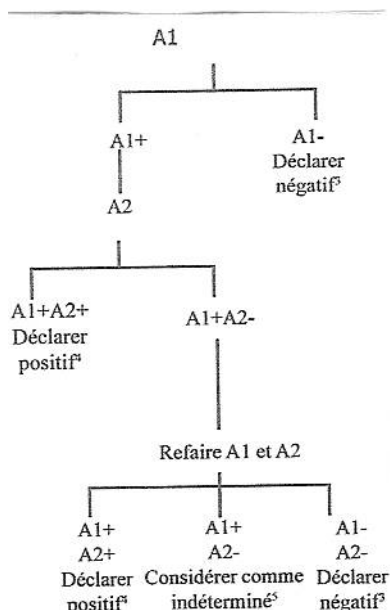 A1
A1+ A1-
Déclarer
négatif³
A2
A1+A2+ A1+A2-
Déclarer
positif⁴
Refaire A1 et A2
A1+ A1+ A1-
A2+ A2- A2-
Déclarer Considérer comme Déclarer
positif⁴ indéterminé⁵ négatif³